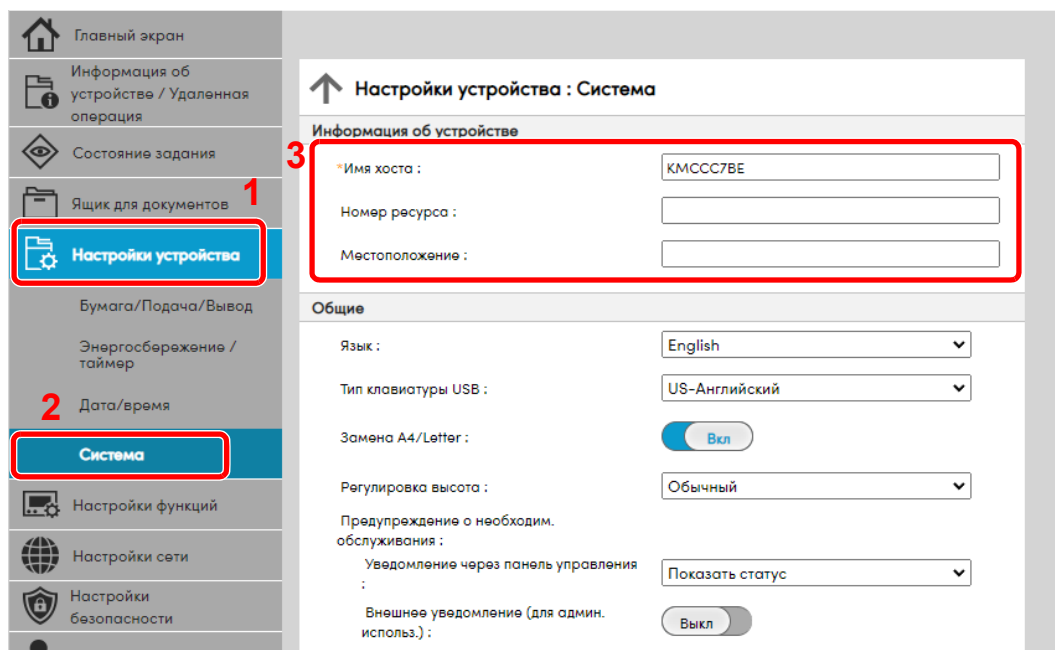 Главный экран
Информация об
устройстве / Удаленная
операция
Состояние задания
Ящик для документов
1
Настройки устройства
Бумага/Подача/Вывод
Энергосбережение /
таймер
Дата/время
2
Система
Настройки функций
Настройки сети
Настройки
безопасности
Настройки устройства : Система
Информация об устройстве
3
*Имя хоста :
KMCCC7BE
Номер ресурса :
Местоположение :
Общие
Язык :
English
Тип клавиатуры USB :
US-Английский
Замена A4/Letter :
Вкл
Регулировка высота :
Обычный
Предупреждение о необходим.
обслуживания :
Уведомление через панель управления
:
Показать статус
Внешнее уведомление (для админ.
использ.) :
Выкл